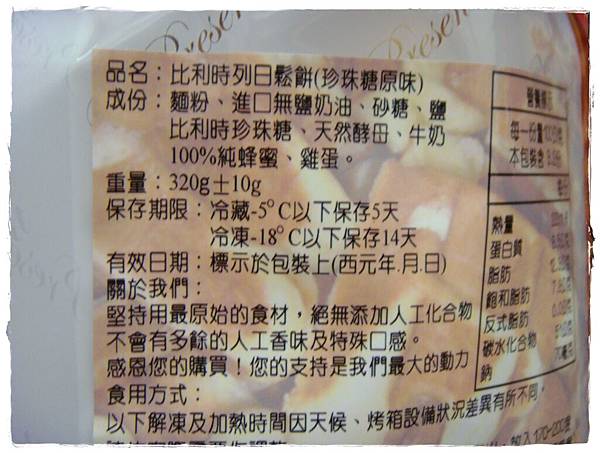 Presen
Presen
品名：比利時列日鬆餅(珍珠糖原味)
成份：麵粉、進口無鹽奶油、砂糖、鹽
比利時珍珠糖、天然酵母、牛奶
100%純蜂蜜、雞蛋。
重量：320g±10g
保存期限：冷藏-5°C以下保存5天
冷凍-18°C以下保存14天
有效日期：標示於包裝上(西元年.月.日)
關於我們：
堅持用最原始的食材，絕無添加人工化合物
不會有多餘的人工香味及特殊口感。
感恩您的購買！您的支持是我們最大的動力
食用方式：
以下解凍及加熱時間因天候、烤箱設備狀況差異有所不同，
營養標示
每一份量100公克
本包裝含
熱量
蛋白質
脂肪
飽和脂肪
反式脂肪
碳水化合物
鈉